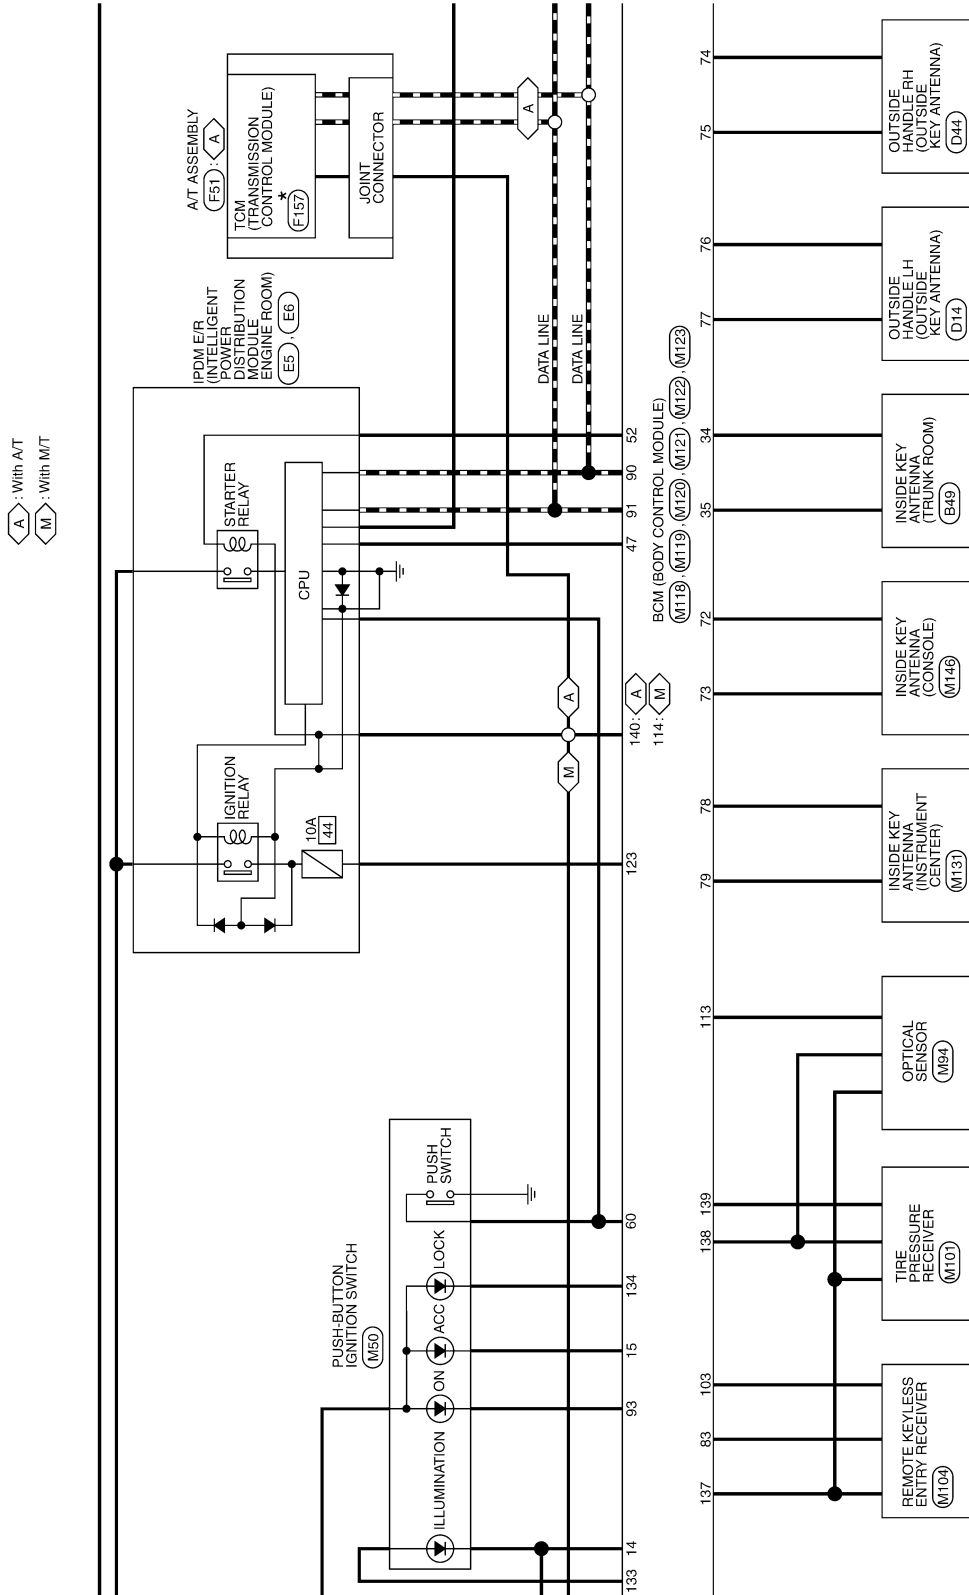 A : With A/T
M : With M/T
A/T ASSEMBLY
F51 : A
TCM
(TRANSMISSION
CONTROL MODULE)
*
F157
JOINT
CONNECTOR
A
IPDM E/R
(INTELLIGENT
POWER
DISTRIBUTION
MODULE
ENGINE ROOM)
E5 , E6
STARTER
RELAY
CPU
IGNITION
RELAY
10A
44
DATA LINE
DATA LINE
A
M
PUSH-BUTTON
IGNITION SWITCH
M50
ILLUMINATION
ON
ACC
LOCK
PUSH
SWITCH
133
14
93
15
134
60
123
140: A
114: M
47
91
90
52
BCM (BODY CONTROL MODULE)
M118 , M119 , M120 , M121 , M122 , M123
137
83
103
138
139
113
79
78
73
72
35
34
77
76
75
74
REMOTE KEYLESS
ENTRY RECEIVER
M104
TIRE
PRESSURE
RECEIVER
M101
OPTICAL
SENSOR
M94
INSIDE KEY
ANTENNA
(INSTRUMENT
CENTER)
M131
INSIDE KEY
ANTENNA
(CONSOLE)
M146
INSIDE KEY
ANTENNA
(TRUNK ROOM)
B49
OUTSIDE
HANDLE LH
(OUTSIDE
KEY ANTENNA)
D14
OUTSIDE
HANDLE RH
(OUTSIDE
KEY ANTENNA)
D44